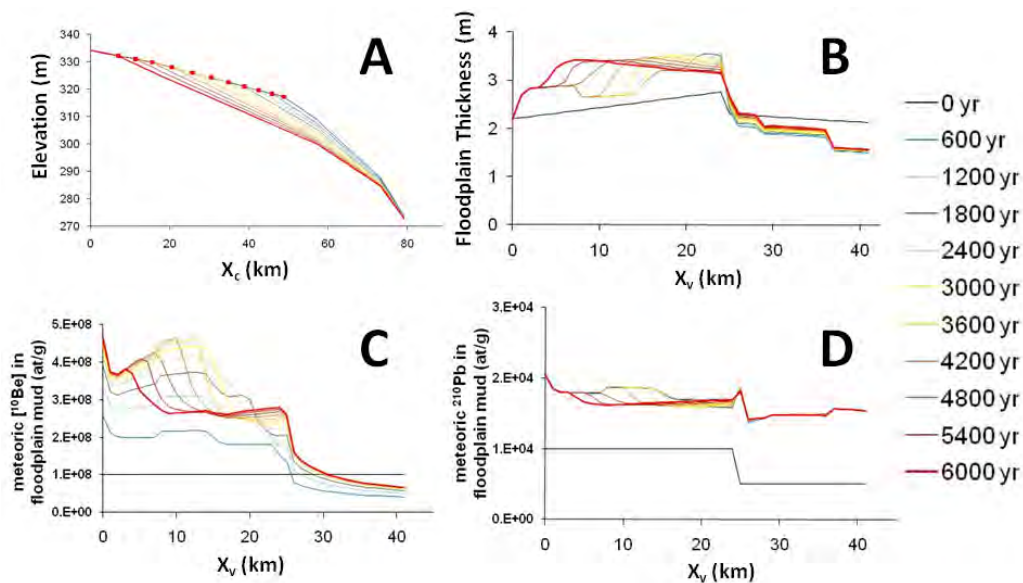 A
340
330
320
310
300
290
280
270
0 20 40 60 80
Elevation (m)
Xc (km)
B
4
3
2
1
0
0 10 20 30 40
Floodplain Thickness (m)
Xv (km)
C
5.E+08
4.E+08
3.E+08
2.E+08
1.E+08
0.E+00
0 10 20 30 40
meteoric [10Be] in
floodplain mud (at/g)
Xv (km)
D
3.E+04
2.E+04
1.E+04
0.E+00
0 10 20 30 40
meteoric 210Pb in
floodplain mud (at/g)
Xv (km)
0 yr
600 yr
1200 yr
1800 yr
2400 yr
3000 yr
3600 yr
4200 yr
4800 yr
5400 yr
6000 yr